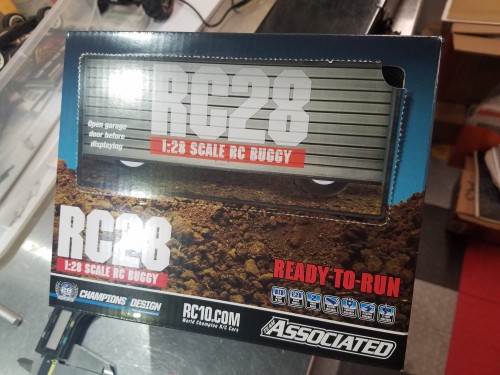 RC28
1:28 SCALE RC BUGGY
Open garage
door before
displaying
RC28
1:28 SCALE RC BUGGY
READY-TO-RUN
CHAMPIONS BY DESIGN
RC10.COM
World Champion R/C Cars
ASSOCIATED